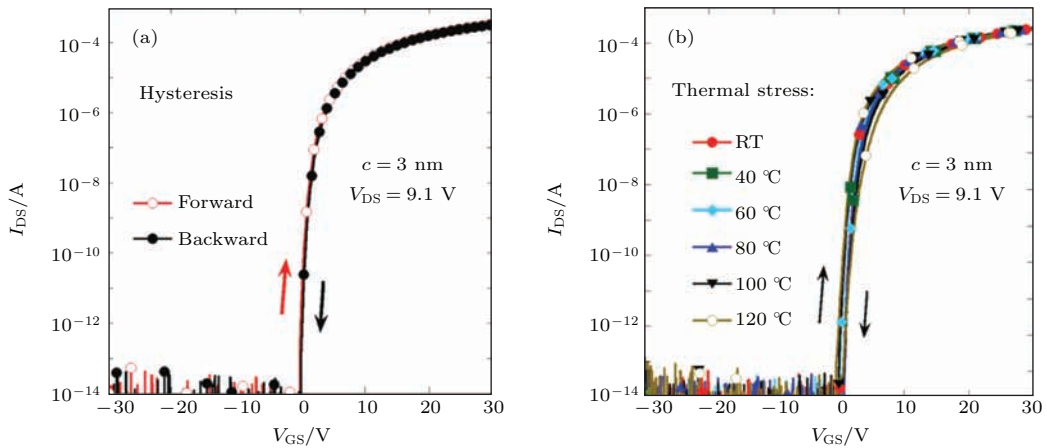 (a)
Hysteresis
c = 3 nm
V_DS = 9.1 V
Forward
Backward
I_DS/A
10^−4
10^−6
10^−8
10^−10
10^−12
10^−14
−30 −20 −10 0 10 20 30
V_GS/V
(b)
Thermal stress:
RT
40 ℃
60 ℃
80 ℃
100 ℃
120 ℃
c = 3 nm
V_DS = 9.1 V
I_DS/A
10^−4
10^−6
10^−8
10^−10
10^−12
10^−14
−30 −20 −10 0 10 20 30
V_GS/V